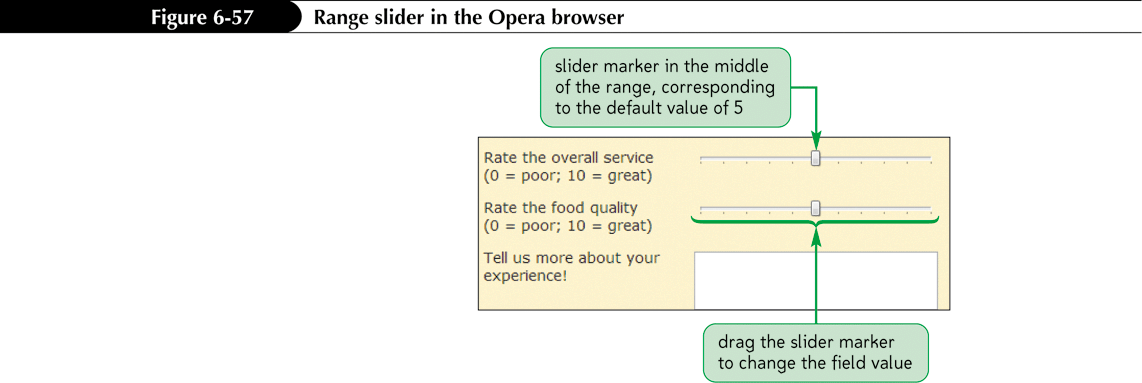 Figure 6-57 Range slider in the Opera browser
slider marker in the middle
of the range, corresponding
to the default value of 5
Rate the overall service
(0 = poor; 10 = great)
Rate the food quality
(0 = poor; 10 = great)
Tell us more about your
experience!
drag the slider marker
to change the field value